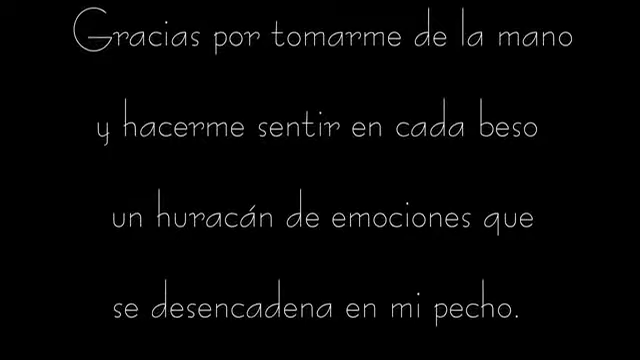 Gracias por tomarme de la mano
y hacerme sentir en cada beso
un huracán de emociones que
se desencadena en mi pecho.